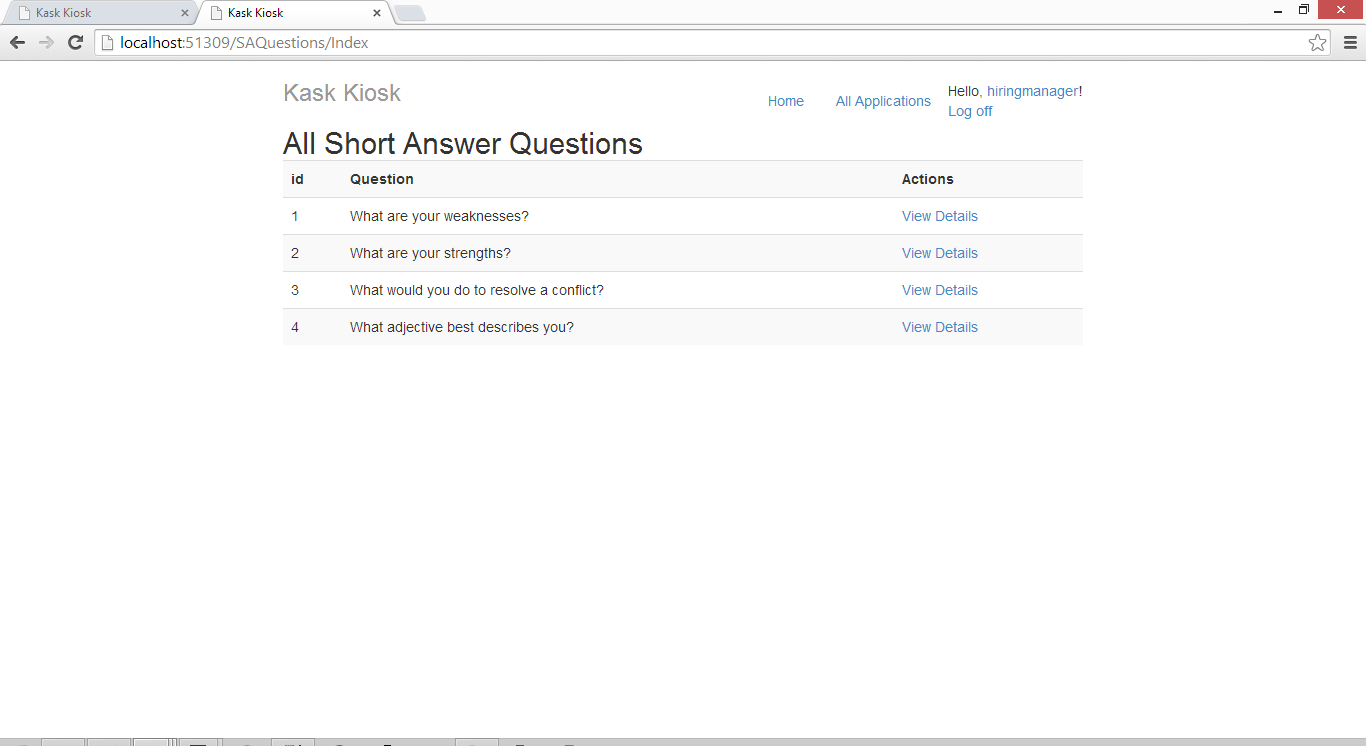 Kask Kiosk
Kask Kiosk
localhost:51309/SAQuestions/Index
Kask Kiosk
Home
All Applications
Hello, hiringmanager!
Log off
All Short Answer Questions
id Question Actions
1 What are your weaknesses? View Details
2 What are your strengths? View Details
3 What would you do to resolve a conflict? View Details
4 What adjective best describes you? View Details